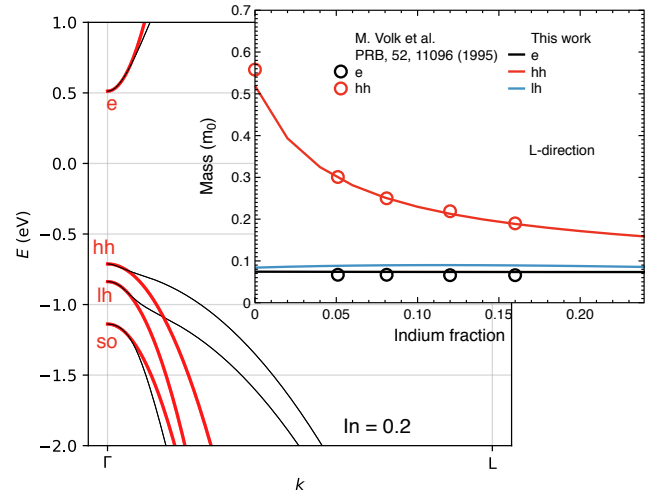 1.0
0.5
0.0
−0.5
−1.0
−1.5
−2.0
E (eV)
e
hh
lh
so
In = 0.2
Γ
L
k
0.7
0.6
0.5
0.4
0.3
0.2
0.1
0
Mass (m0)
M. Volk et al.
PRB, 52, 11096 (1995)
e
hh
This work
e
hh
lh
L-direction
0.00
0.05
0.10
0.15
0.20
Indium fraction